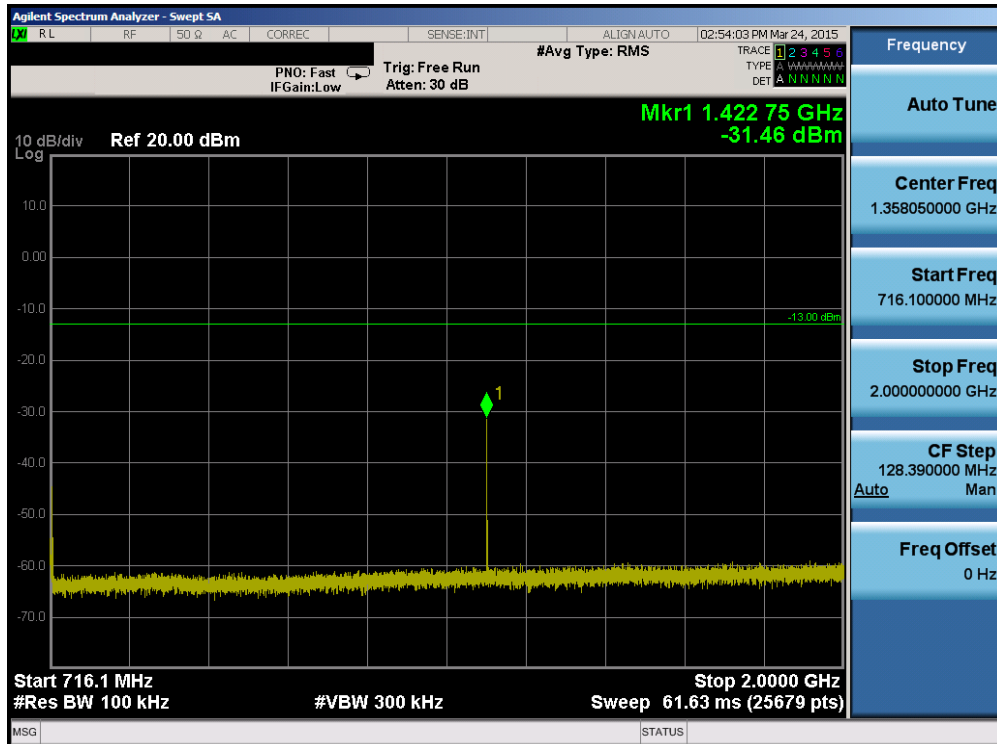 Agilent Spectrum Analyzer - Swept SA
LXI RL RF 50 Ω AC CORREC SENSE:INT ALIGN AUTO 02:54:03 PM Mar 24, 2015
PNO: Fast
IFGain:Low
Trig: Free Run
Atten: 30 dB
#Avg Type: RMS
TRACE 1 2 3 4 5 6
TYPE A WWWWW
DET A N N N N N
Mkr1 1.422 75 GHz
-31.46 dBm
10 dB/div Ref 20.00 dBm
Log
10.0
0.00
-10.0
-13.00 dBm
-20.0
1
-30.0
-40.0
-50.0
-60.0
-70.0
Start 716.1 MHz Stop 2.0000 GHz
#Res BW 100 kHz #VBW 300 kHz Sweep 61.63 ms (25679 pts)
MSG STATUS
Frequency
Auto Tune
Center Freq
1.358050000 GHz
Start Freq
716.100000 MHz
Stop Freq
2.000000000 GHz
CF Step
128.390000 MHz
Auto Man
Freq Offset
0 Hz